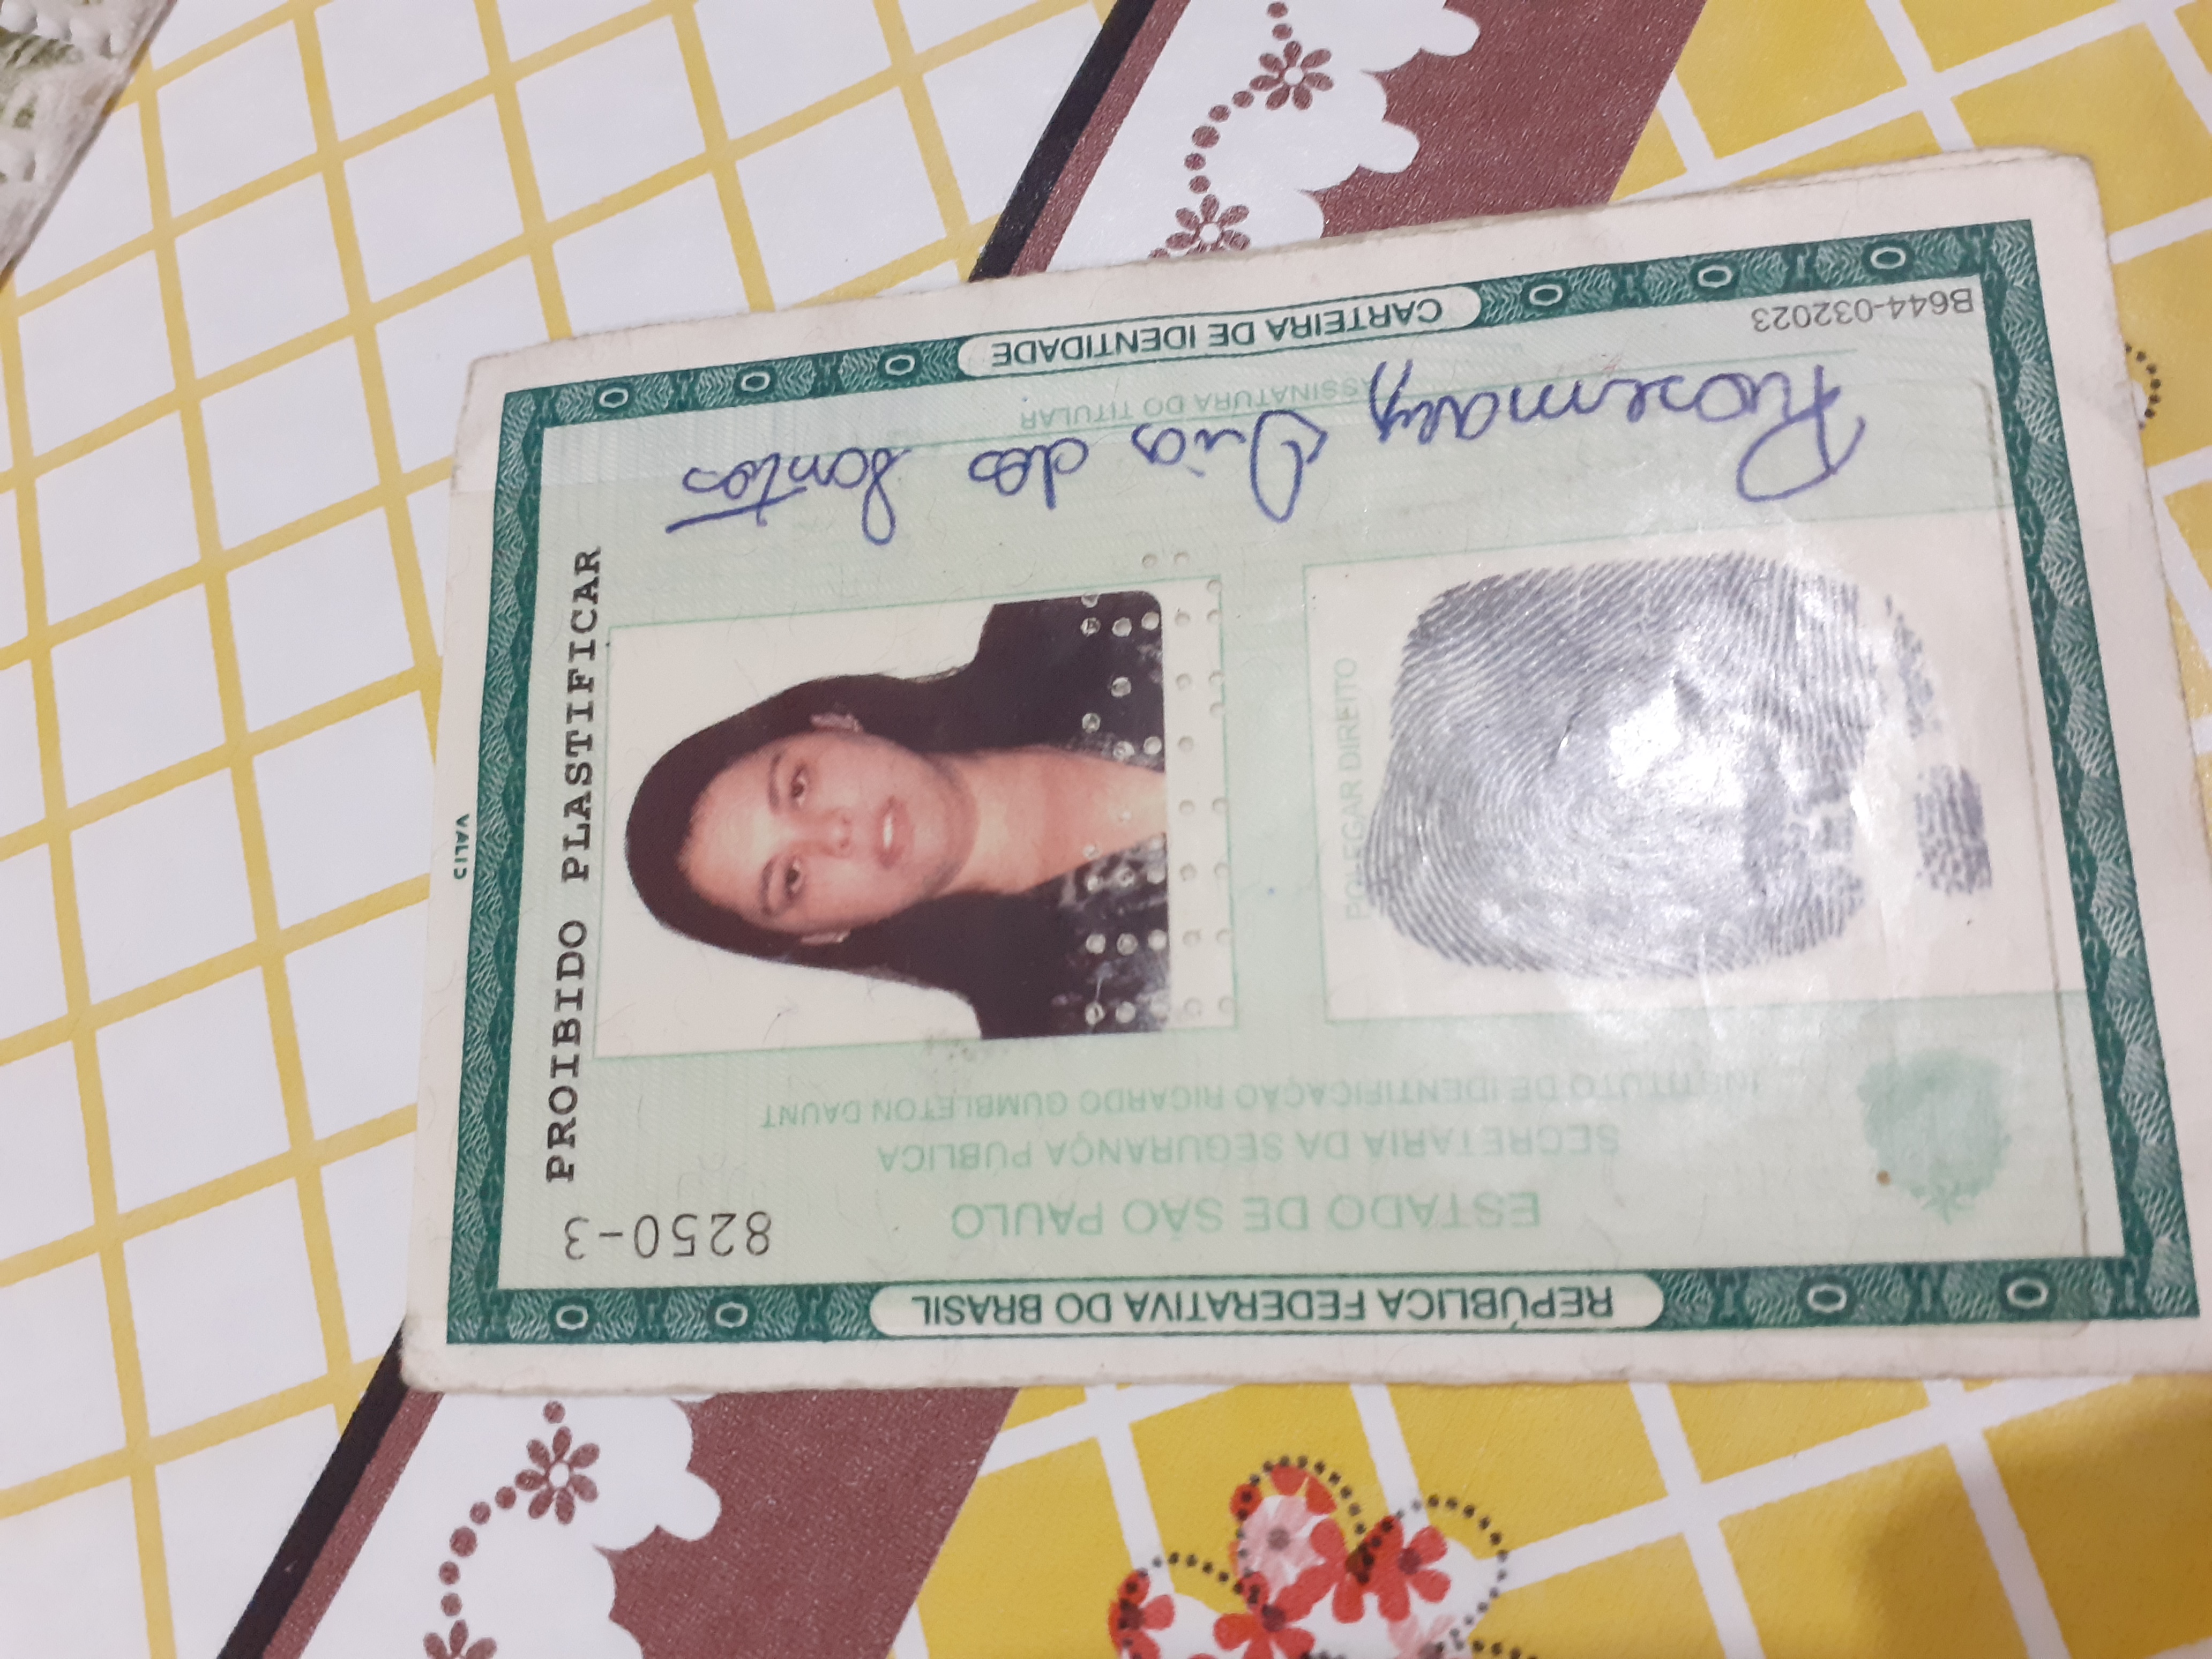 REPÚBLICA FEDERATIVA DO BRASIL
ESTADO DE SÃO PAULO
8250-3
SECRETARIA DA SEGURANÇA PÚBLICA
INSTITUTO DE IDENTIFICAÇÃO RICARDO GUMBLETON DAUNT
PROIBIDO PLASTIFICAR
POLEGAR DIREITO
Rosemary Dias dos Santos
ASSINATURA DO TITULAR
B644-032023
CARTEIRA DE IDENTIDADE